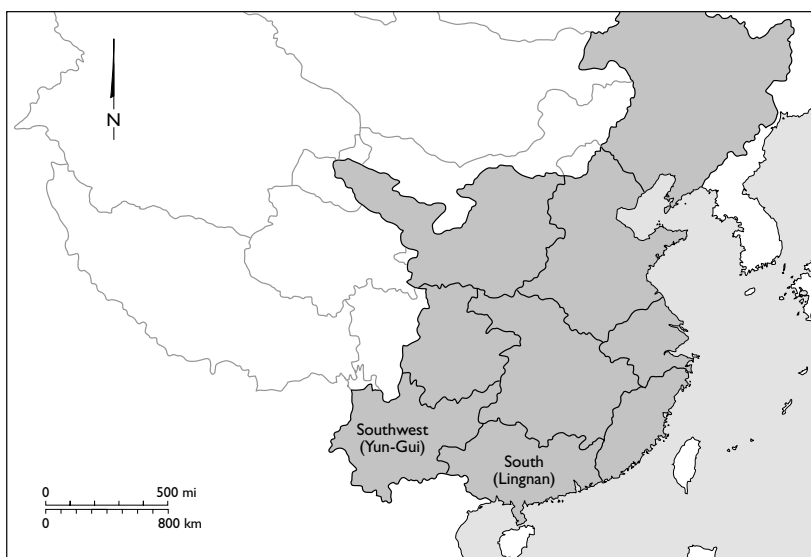 N
Southwest
(Yun-Gui)
South
(Lingnan)
0 500 mi
0 800 km